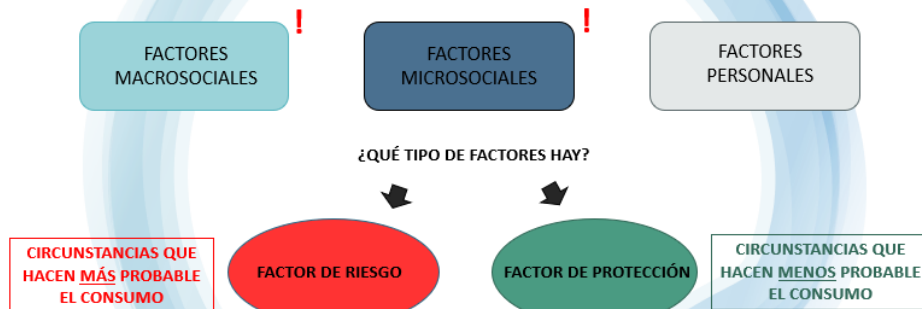 !
!
FACTORES
MACROSOCIALES
FACTORES
MICROSOCIALES
FACTORES
PERSONALES
¿QUÉ TIPO DE FACTORES HAY?
CIRCUNSTANCIAS QUE
HACEN MÁS PROBABLE
EL CONSUMO
FACTOR DE RIESGO
FACTOR DE PROTECCIÓN
CIRCUNSTANCIAS QUE
HACEN MENOS PROBABLE
EL CONSUMO